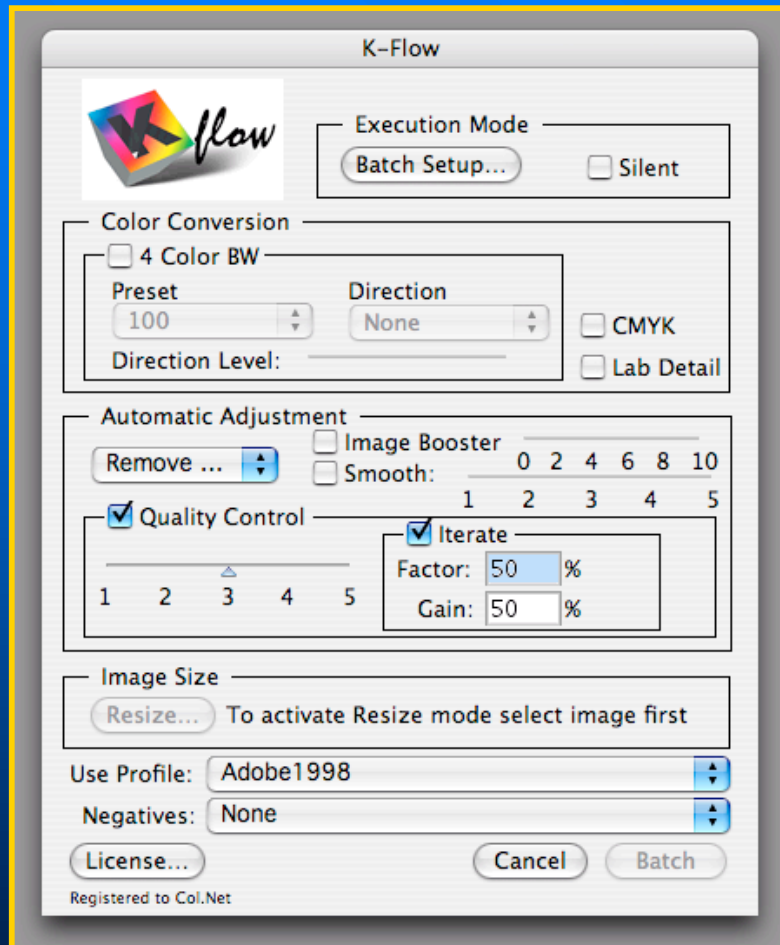 K-Flow
K flow
Execution Mode
Batch Setup...
Silent
Color Conversion
4 Color BW
Preset
Direction
100
None
CMYK
Direction Level:
Lab Detail
Automatic Adjustment
Remove ...
Image Booster
0 2 4 6 8 10
Smooth:
1 2 3 4 5
Quality Control
Iterate
1 2 3 4 5
Factor: 50 %
Gain: 50 %
Image Size
Resize... To activate Resize mode select image first
Use Profile: Adobe1998
Negatives: None
License... Cancel Batch
Registered to Col.Net